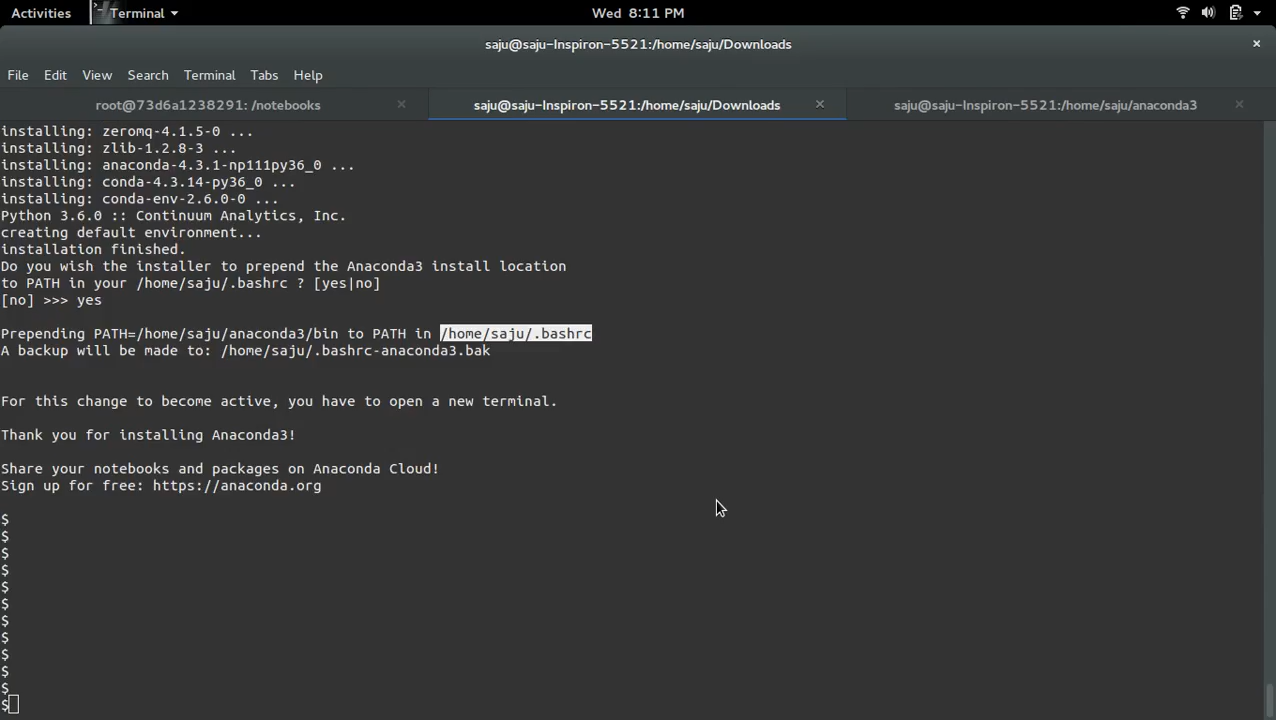 Activities
Terminal
Wed 8:11 PM
saju@saju-Inspiron-5521:/home/saju/Downloads
File Edit View Search Terminal Tabs Help
root@73d6a1238291: /notebooks
saju@saju-Inspiron-5521:/home/saju/Downloads
saju@saju-Inspiron-5521:/home/saju/anaconda3
installing: zeromq-4.1.5-0 ...
installing: zlib-1.2.8-3 ...
installing: anaconda-4.3.1-np111py36_0 ...
installing: conda-4.3.14-py36_0 ...
installing: conda-env-2.6.0-0 ...
Python 3.6.0 :: Continuum Analytics, Inc.
creating default environment...
installation finished.
Do you wish the installer to prepend the Anaconda3 install location
to PATH in your /home/saju/.bashrc ? [yes|no]
[no] >>> yes
Prepending PATH=/home/saju/anaconda3/bin to PATH in /home/saju/.bashrc
A backup will be made to: /home/saju/.bashrc-anaconda3.bak
For this change to become active, you have to open a new terminal.
Thank you for installing Anaconda3!
Share your notebooks and packages on Anaconda Cloud!
Sign up for free: https://anaconda.org
$
$
$
$
$
$
$
$
$
$
$
$